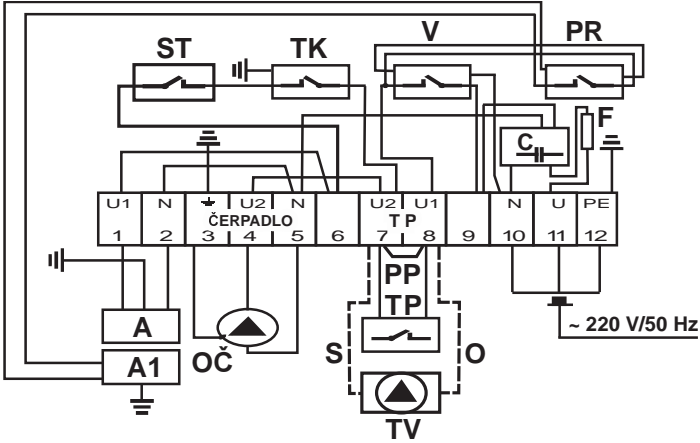 ST TK V PR
C F
U1 N U2 N U2 U1 N U PE
ČERPADLO T P
1 2 3 4 5 6 7 8 9 10 11 12
PP
TP
A
A1
OČ
S O
~ 220 V/50 Hz
TV